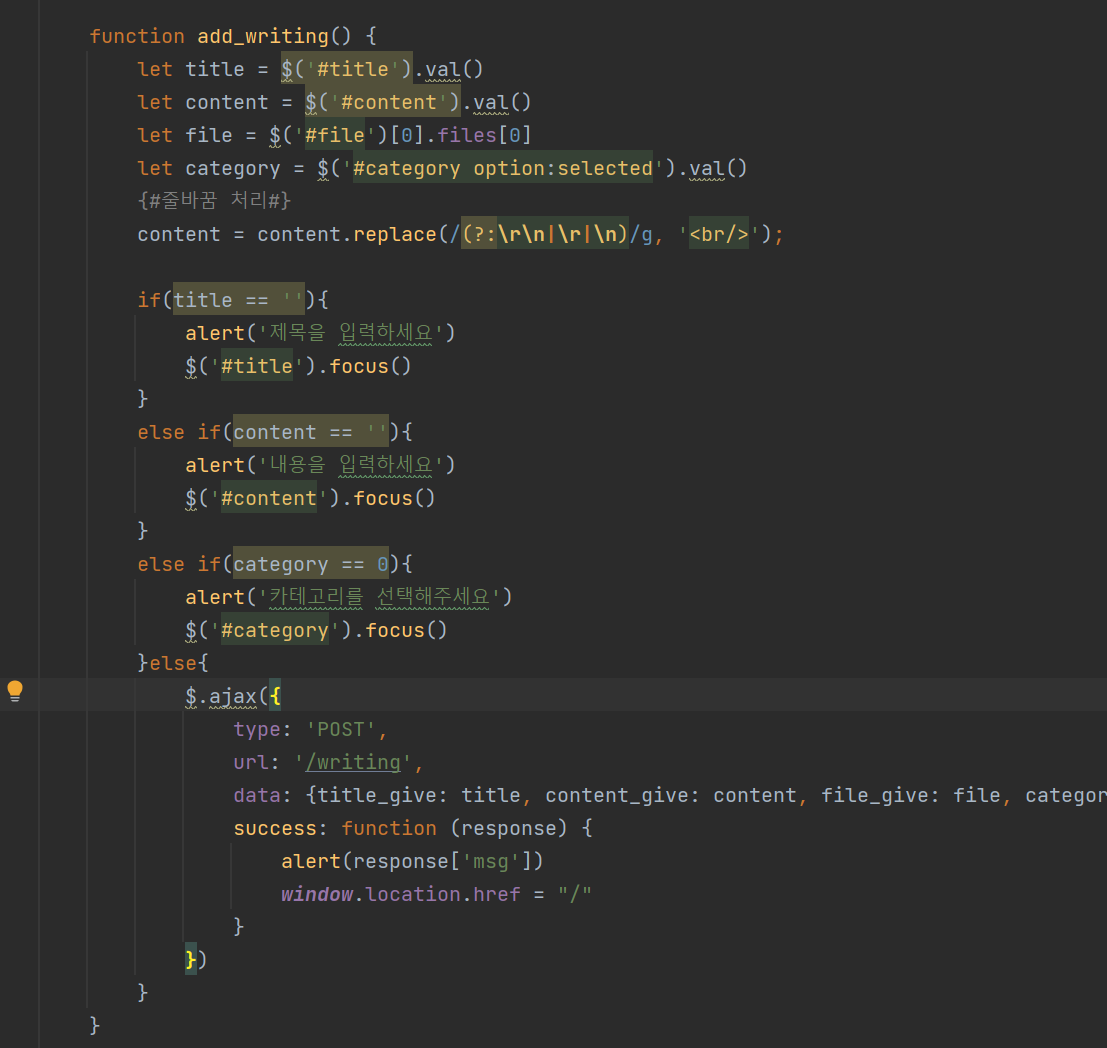 function add_writing() {
let title = $('#title').val()
let content = $('#content').val()
let file = $('#file')[0].files[0]
let category = $('#category option:selected').val()
{#줄바꿈 처리#}
content = content.replace(/(?:\r\n|\r|\n)/g, '<br/>');
if(title == ''){
alert('제목을 입력하세요')
$('#title').focus()
}
else if(content == ''){
alert('내용을 입력하세요')
$('#content').focus()
}
else if(category == 0){
alert('카테고리를 선택해주세요')
$('#category').focus()
}else{
$.ajax({
type: 'POST',
url: '/writing',
data: {title_give: title, content_give: content, file_give: file, categor
success: function (response) {
alert(response['msg'])
window.location.href = "/"
}
})
}
}